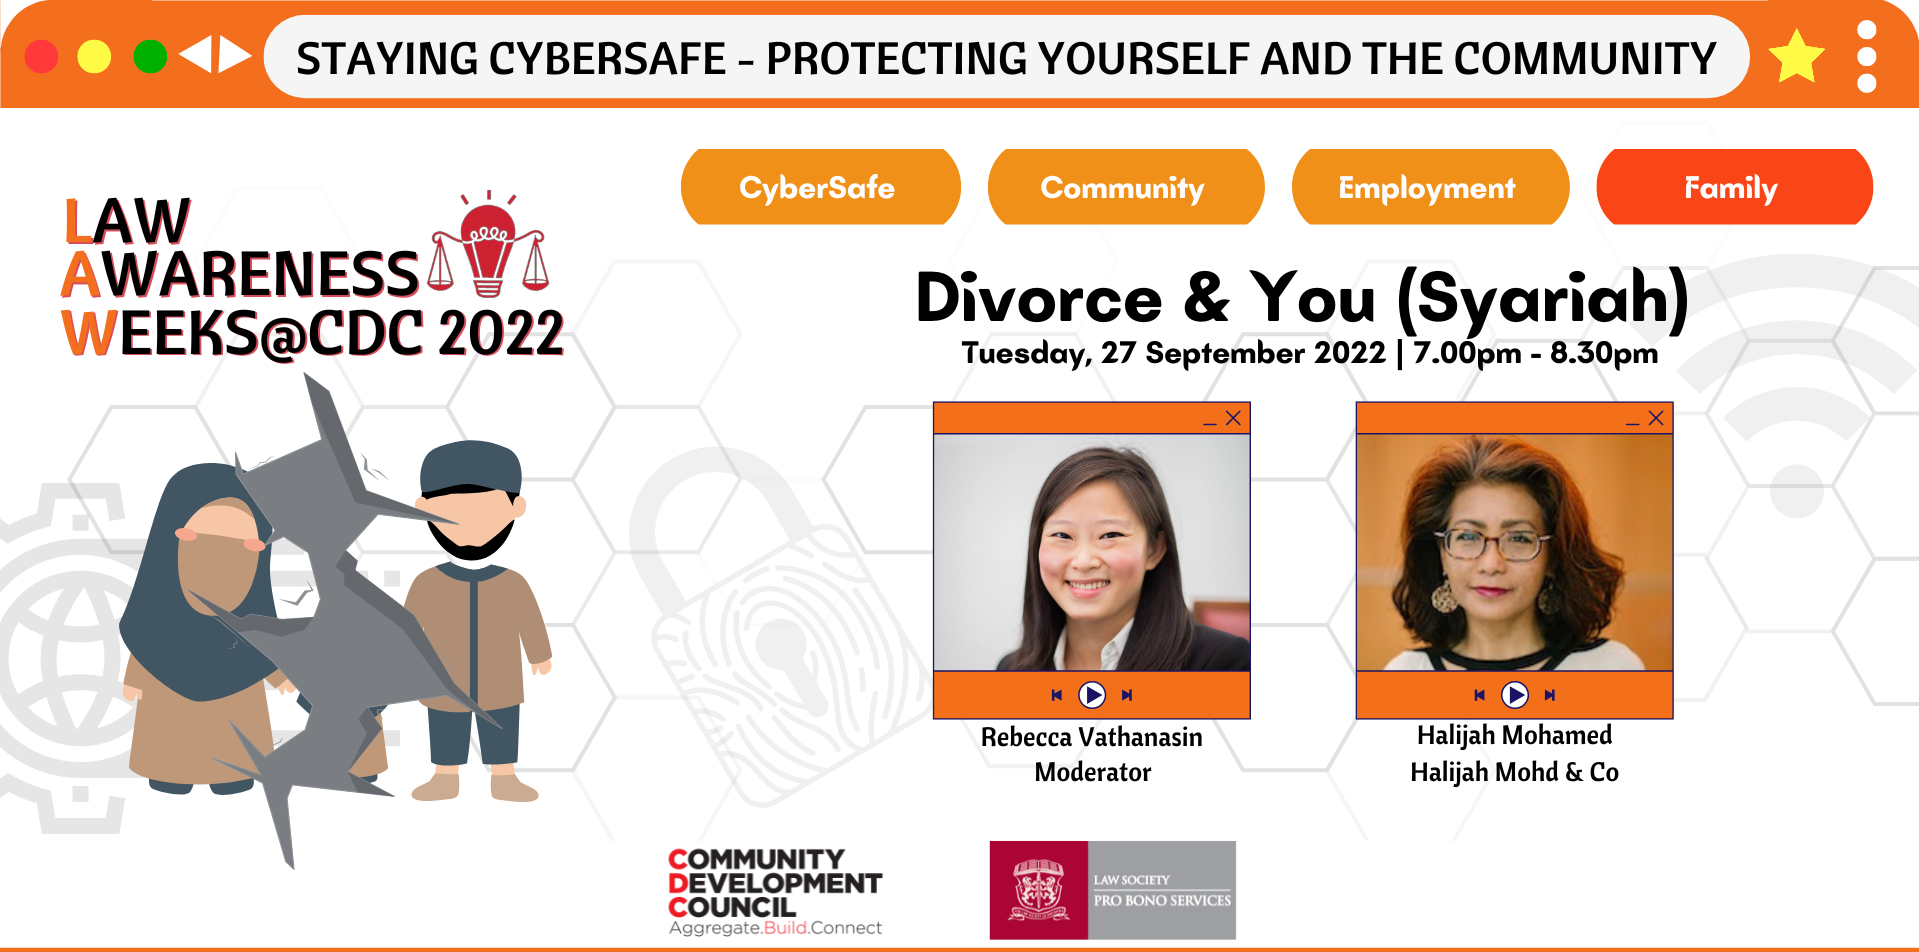 STAYING CYBERSAFE - PROTECTING YOURSELF AND THE COMMUNITY
CyberSafe
Community
Employment
Family
LAW
AWARENESS
WEEKS@CDC 2022
Divorce & You (Syariah)
Tuesday, 27 September 2022 | 7.00pm - 8.30pm
Rebecca Vathanasin
Moderator
Halijah Mohamed
Halijah Mohd & Co
COMMUNITY
DEVELOPMENT
COUNCIL
Aggregate.Build.Connect
LAW SOCIETY
PRO BONO SERVICES